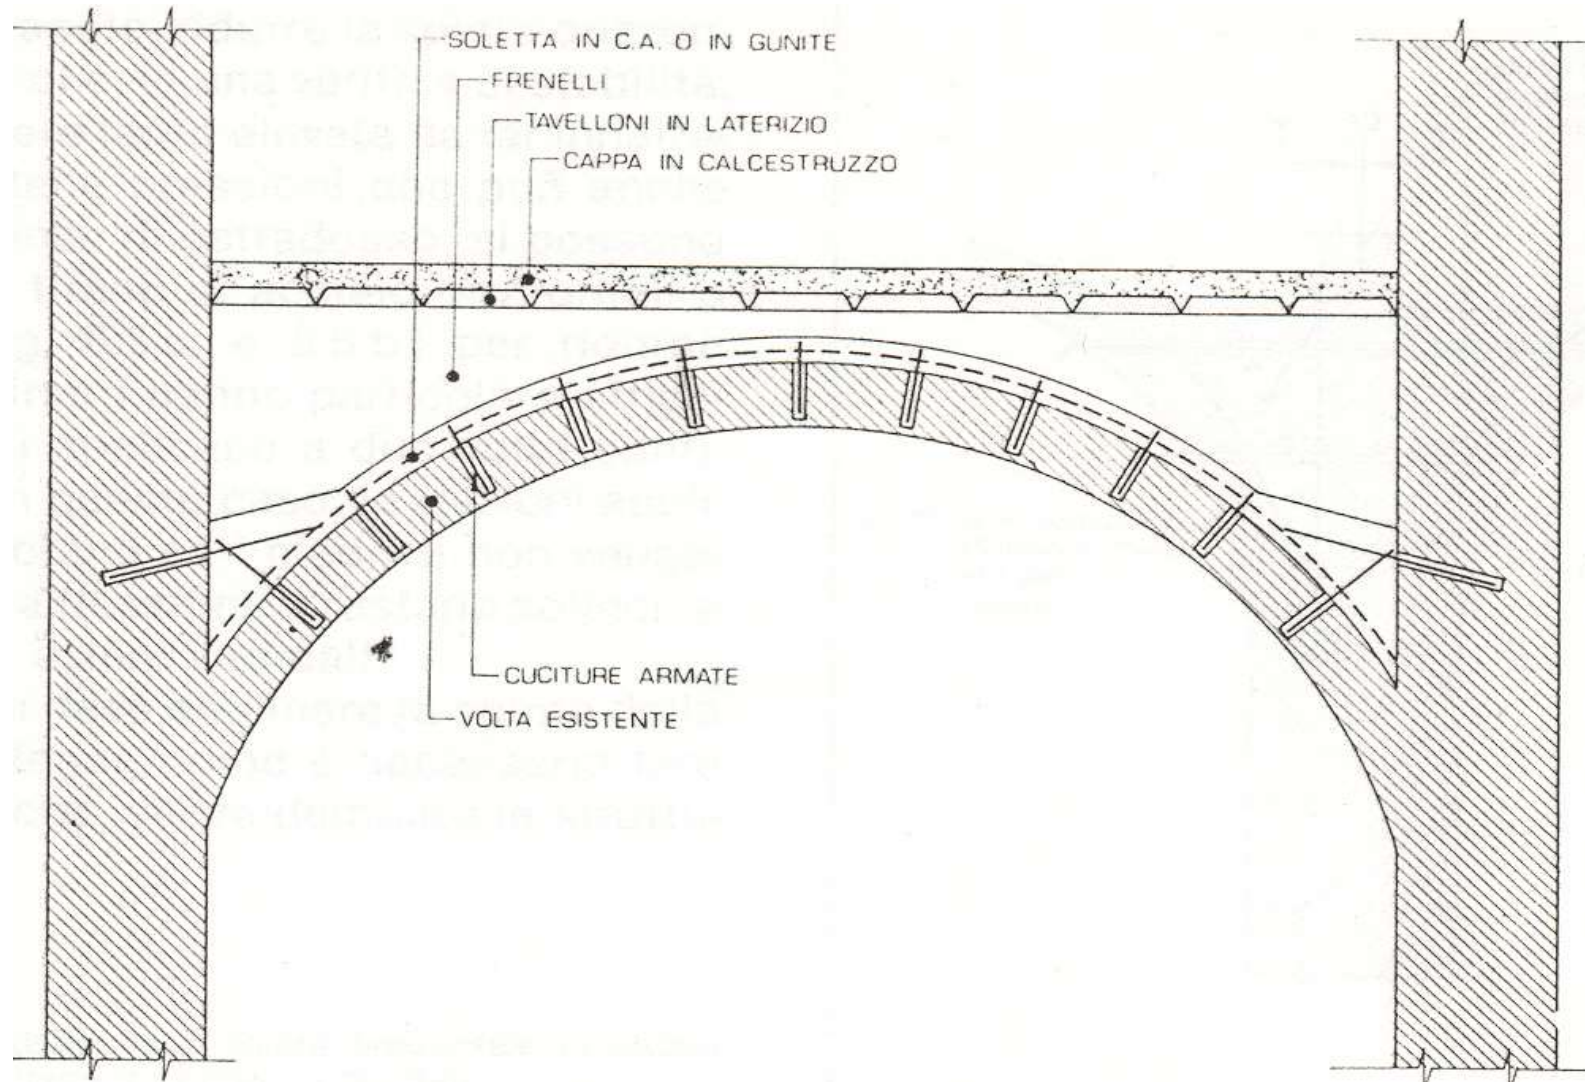 SOLETTA IN C.A. O IN GUNITE
FRENELLI
TAVELLONI IN LATERIZIO
CAPPA IN CALCESTRUZZO
CUCITURE ARMATE
VOLTA ESISTENTE